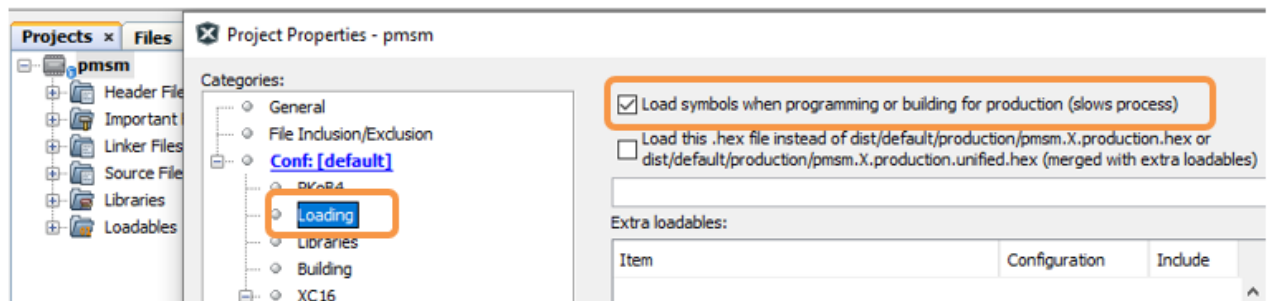 Projects × Files
Project Properties - pmsm
pmsm
Header File
Important
Linker Files
Source File
Libraries
Loadables
Categories:
General
File Inclusion/Exclusion
Conf: [default]
PKoB4
Loading
Libraries
Building
XC16
Load symbols when programming or building for production (slows process)
Load this .hex file instead of dist/default/production/pmsm.X.production.hex or
dist/default/production/pmsm.X.production.unified.hex (merged with extra loadables)
Extra loadables:
Item Configuration Include